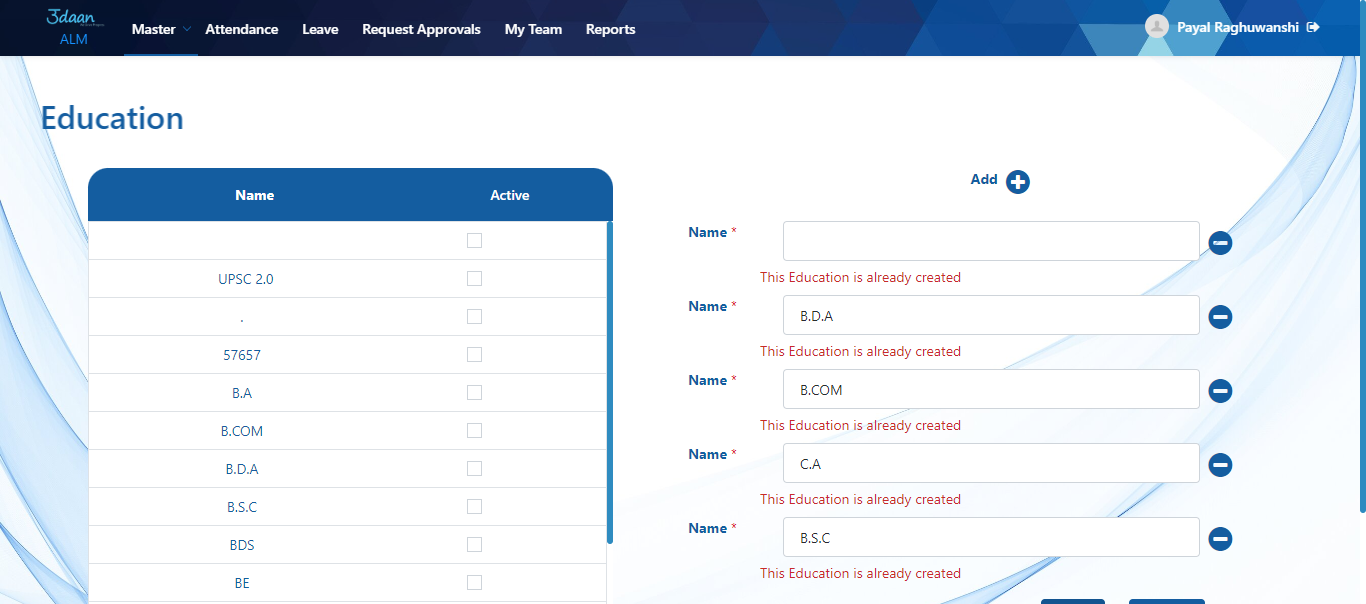 उdaan
ALM
Master Attendance Leave Request Approvals My Team Reports
Payal Raghuwanshi
Education
Name Active
UPSC 2.0
.
57657
B.A
B.COM
B.D.A
B.S.C
BDS
BE
Add
Name *
This Education is already created
Name * B.D.A
This Education is already created
Name * B.COM
This Education is already created
Name * C.A
This Education is already created
Name * B.S.C
This Education is already created